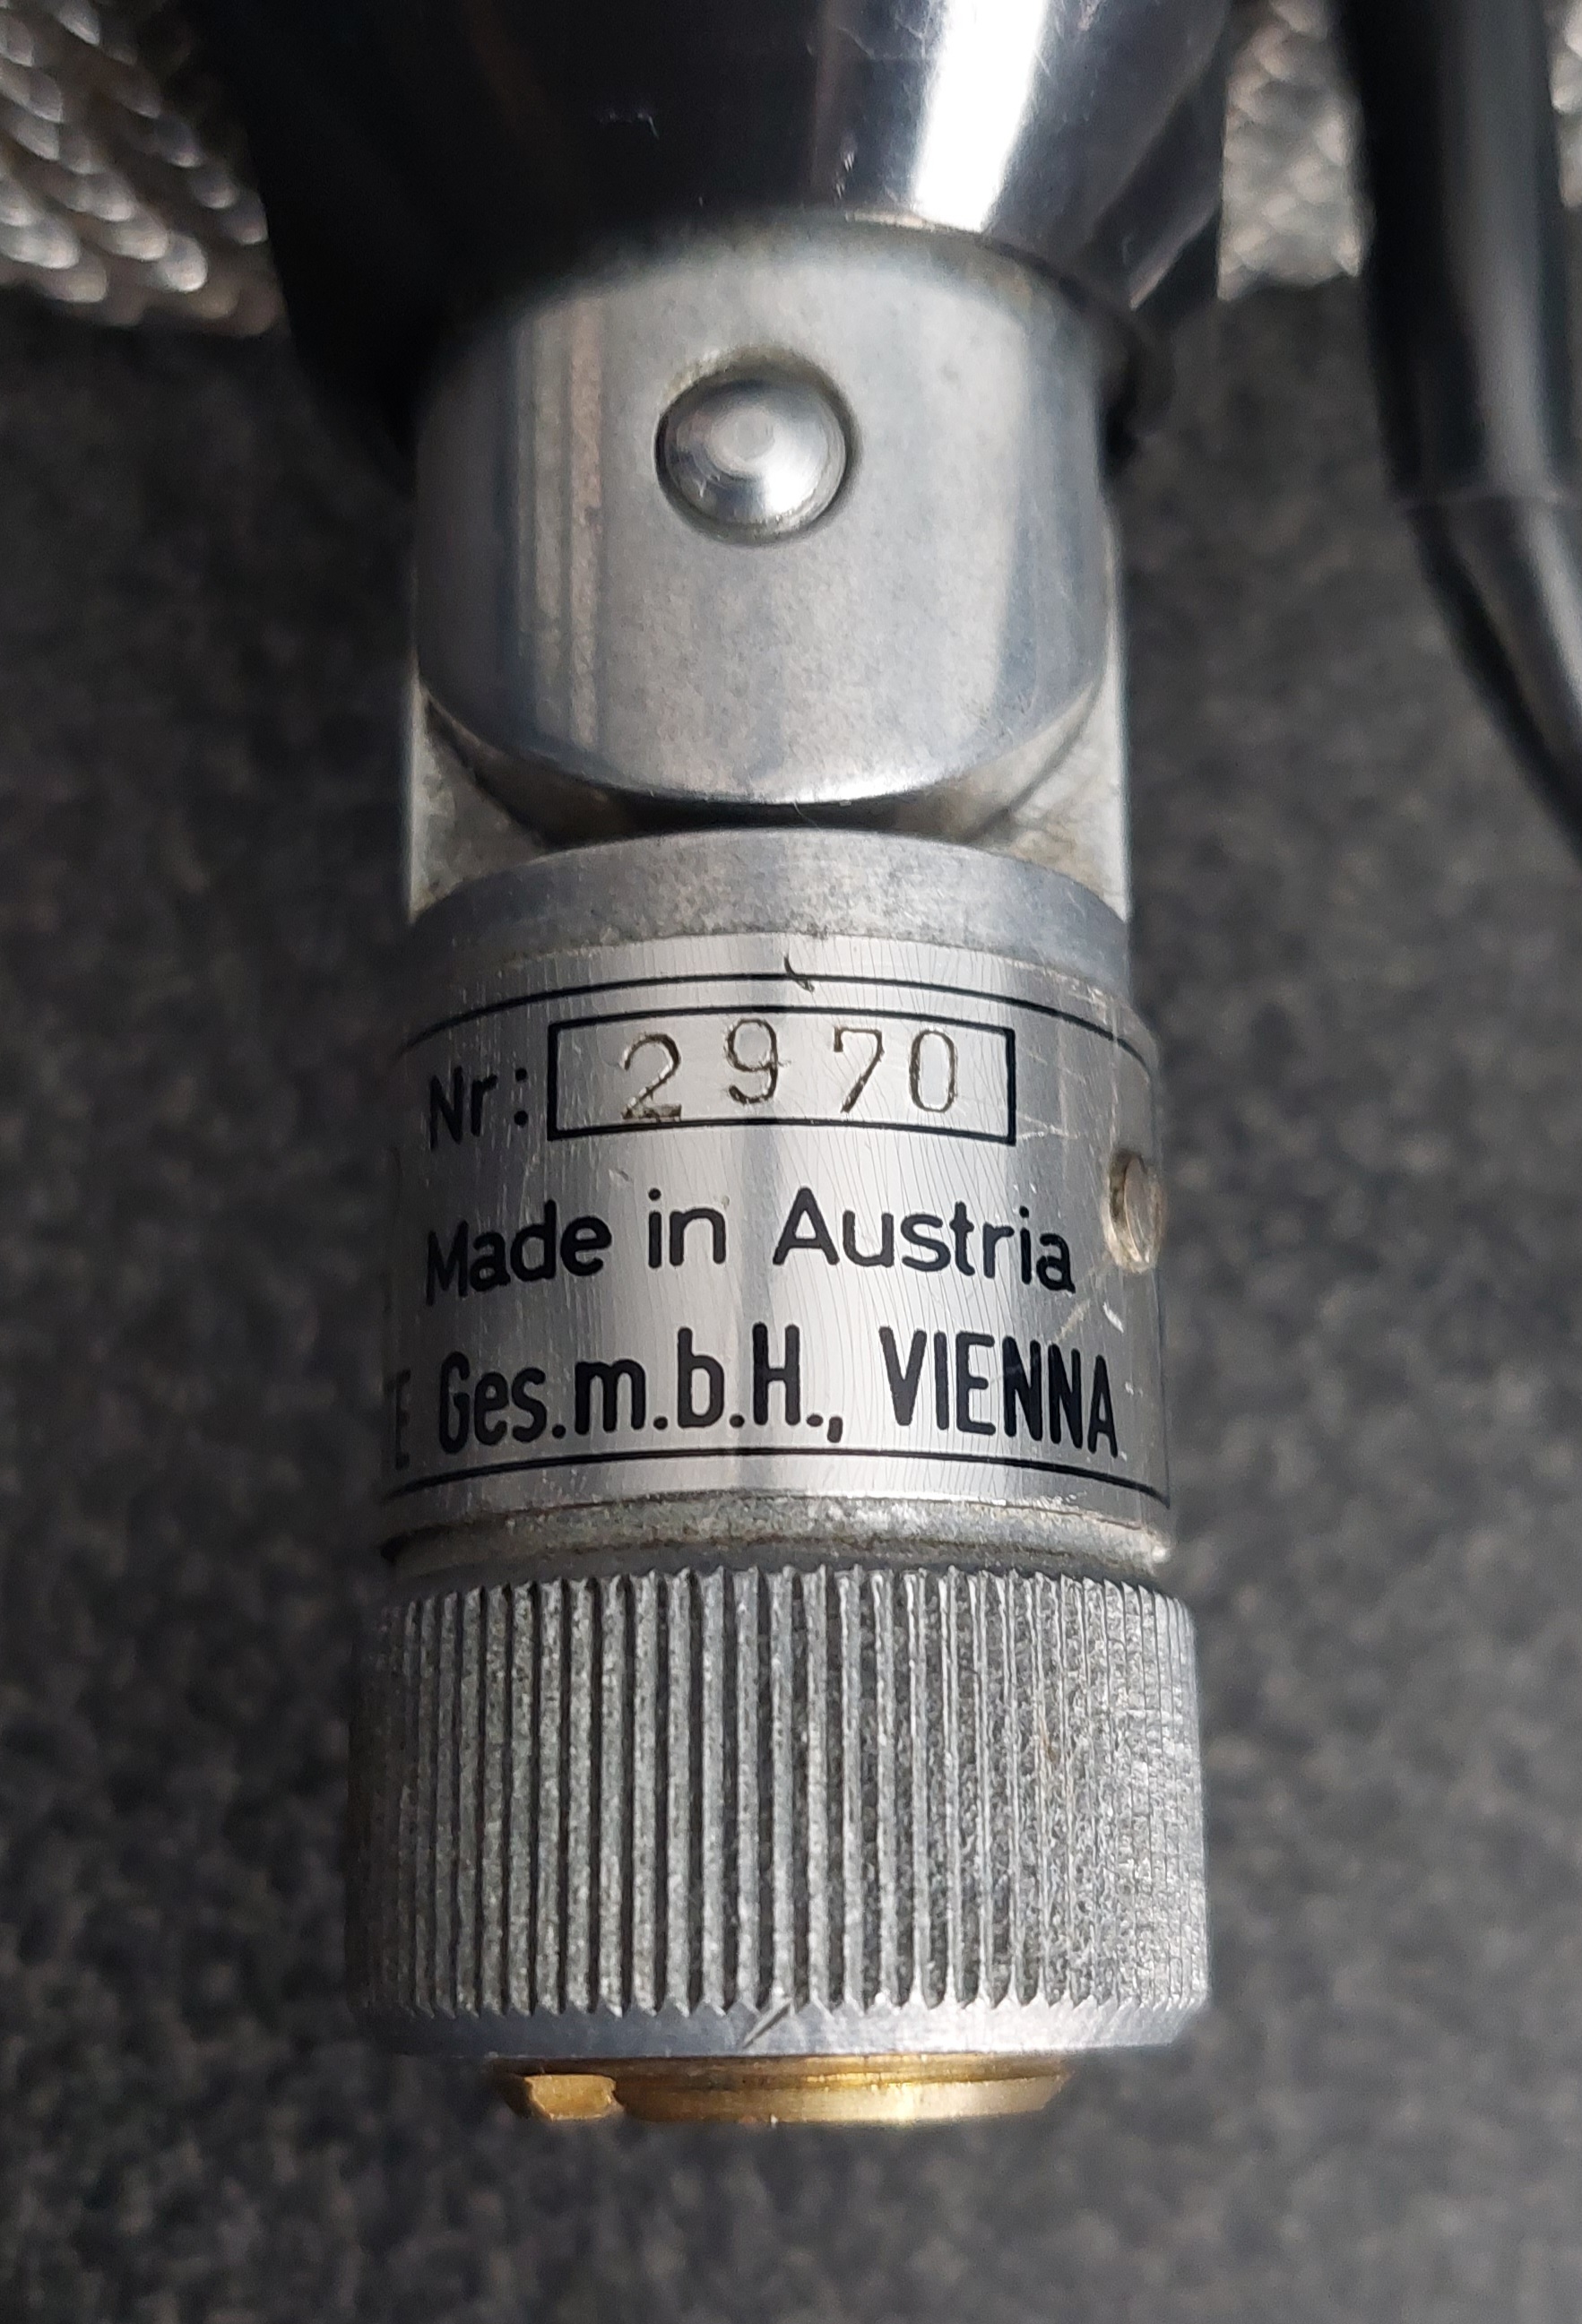 Nr: 2970
Made in Austria
E Ges.m.b.H., VIENNA